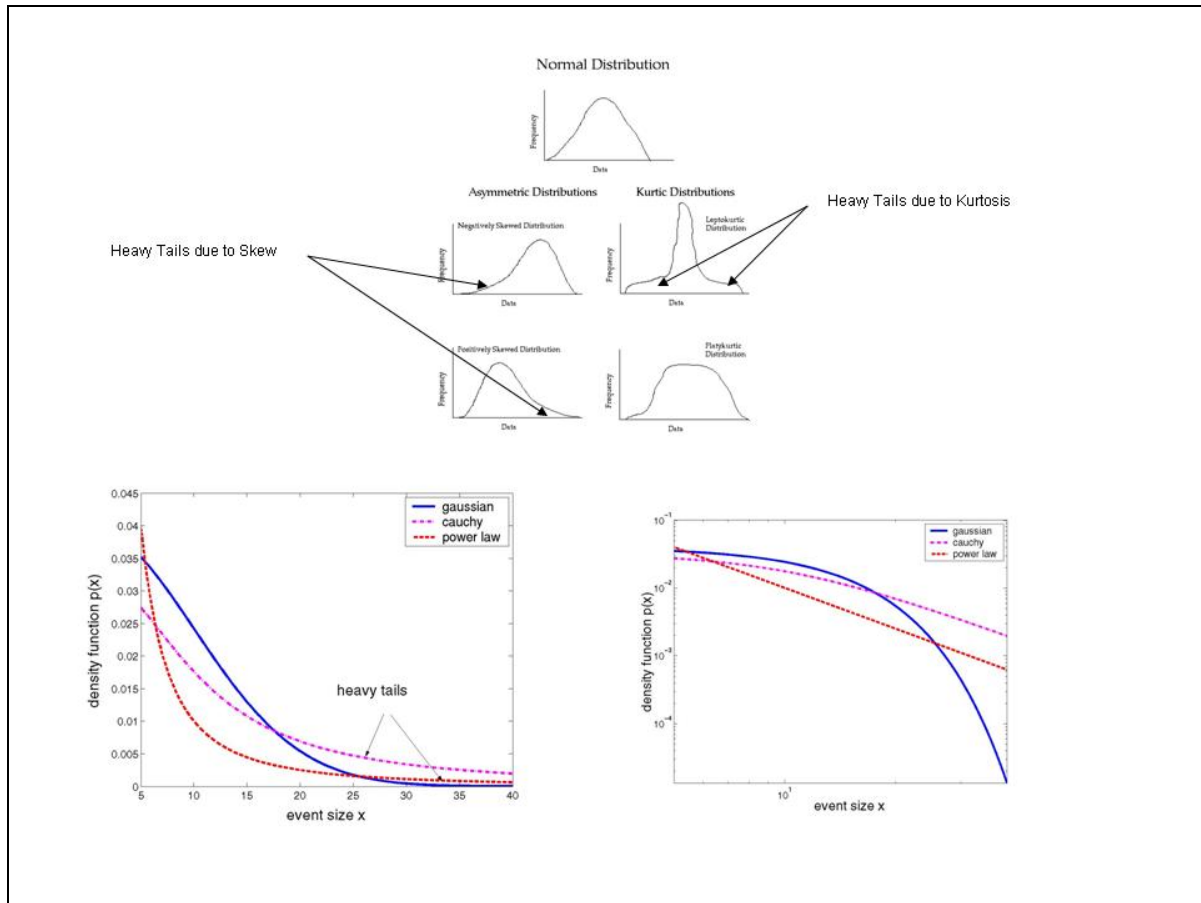 Normal Distribution
Frequency
Data
Asymmetric Distributions
Kurtic Distributions
Heavy Tails due to Kurtosis
Heavy Tails due to Skew
Negatively Skewed Distribution
Frequency
Data
Leptokurtic
Distribution
Frequency
Data
Positively Skewed Distribution
Frequency
Data
Platykurtic
Distribution
Frequency
Data
0.045
0.04
0.035
0.03
0.025
0.02
0.015
0.01
0.005
0
density function p(x)
gaussian
cauchy
power law
heavy tails
5 10 15 20 25 30 35 40
event size x
10⁻¹
10⁻²
10⁻³
10⁻⁴
density function p(x)
gaussian
cauchy
power law
10¹
event size x